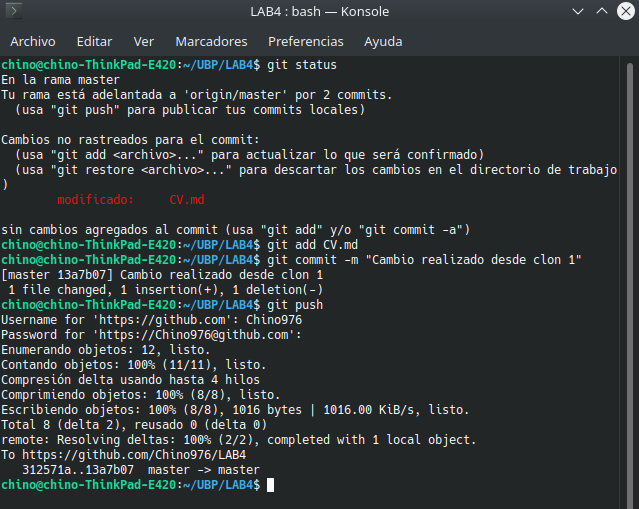 LAB4 : bash — Konsole
Archivo Editar Ver Marcadores Preferencias Ayuda
chino@chino-ThinkPad-E420:~/UBP/LAB4$ git status
En la rama master
Tu rama está adelantada a 'origin/master' por 2 commits.
  (usa "git push" para publicar tus commits locales)

Cambios no rastreados para el commit:
  (usa "git add <archivo>..." para actualizar lo que será confirmado)
  (usa "git restore <archivo>..." para descartar los cambios en el directorio de trabajo
)
        modificado:     CV.md

sin cambios agregados al commit (usa "git add" y/o "git commit -a")
chino@chino-ThinkPad-E420:~/UBP/LAB4$ git add CV.md
chino@chino-ThinkPad-E420:~/UBP/LAB4$ git commit -m "Cambio realizado desde clon 1"
[master 13a7b07] Cambio realizado desde clon 1
 1 file changed, 1 insertion(+), 1 deletion(-)
chino@chino-ThinkPad-E420:~/UBP/LAB4$ git push
Username for 'https://github.com': Chino976
Password for 'https://Chino976@github.com':
Enumerando objetos: 12, listo.
Contando objetos: 100% (11/11), listo.
Compresión delta usando hasta 4 hilos
Comprimiendo objetos: 100% (8/8), listo.
Escribiendo objetos: 100% (8/8), 1016 bytes | 1016.00 KiB/s, listo.
Total 8 (delta 2), reusado 0 (delta 0)
remote: Resolving deltas: 100% (2/2), completed with 1 local object.
To https://github.com/Chino976/LAB4
   312571a..13a7b07  master -> master
chino@chino-ThinkPad-E420:~/UBP/LAB4$